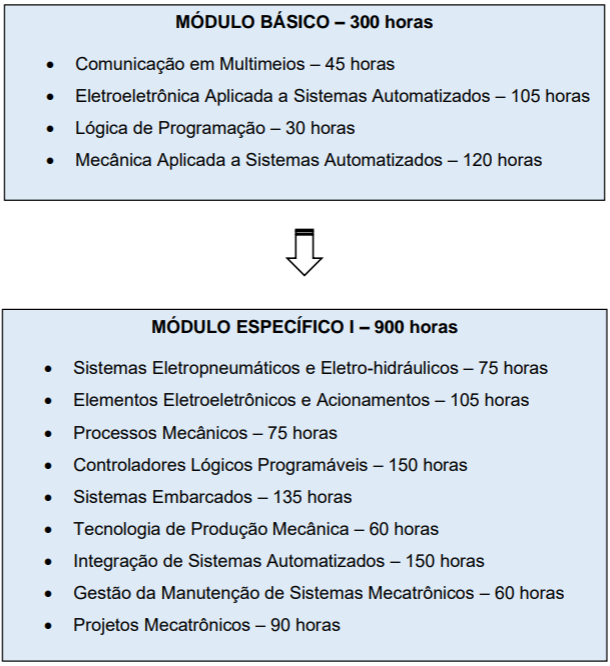 MÓDULO BÁSICO – 300 horas
• Comunicação em Multimeios – 45 horas
• Eletroeletrônica Aplicada a Sistemas Automatizados – 105 horas
• Lógica de Programação – 30 horas
• Mecânica Aplicada a Sistemas Automatizados – 120 horas
MÓDULO ESPECÍFICO I – 900 horas
• Sistemas Eletropneumáticos e Eletro-hidráulicos – 75 horas
• Elementos Eletroeletrônicos e Acionamentos – 105 horas
• Processos Mecânicos – 75 horas
• Controladores Lógicos Programáveis – 150 horas
• Sistemas Embarcados – 135 horas
• Tecnologia de Produção Mecânica – 60 horas
• Integração de Sistemas Automatizados – 150 horas
• Gestão da Manutenção de Sistemas Mecatrônicos – 60 horas
• Projetos Mecatrônicos – 90 horas